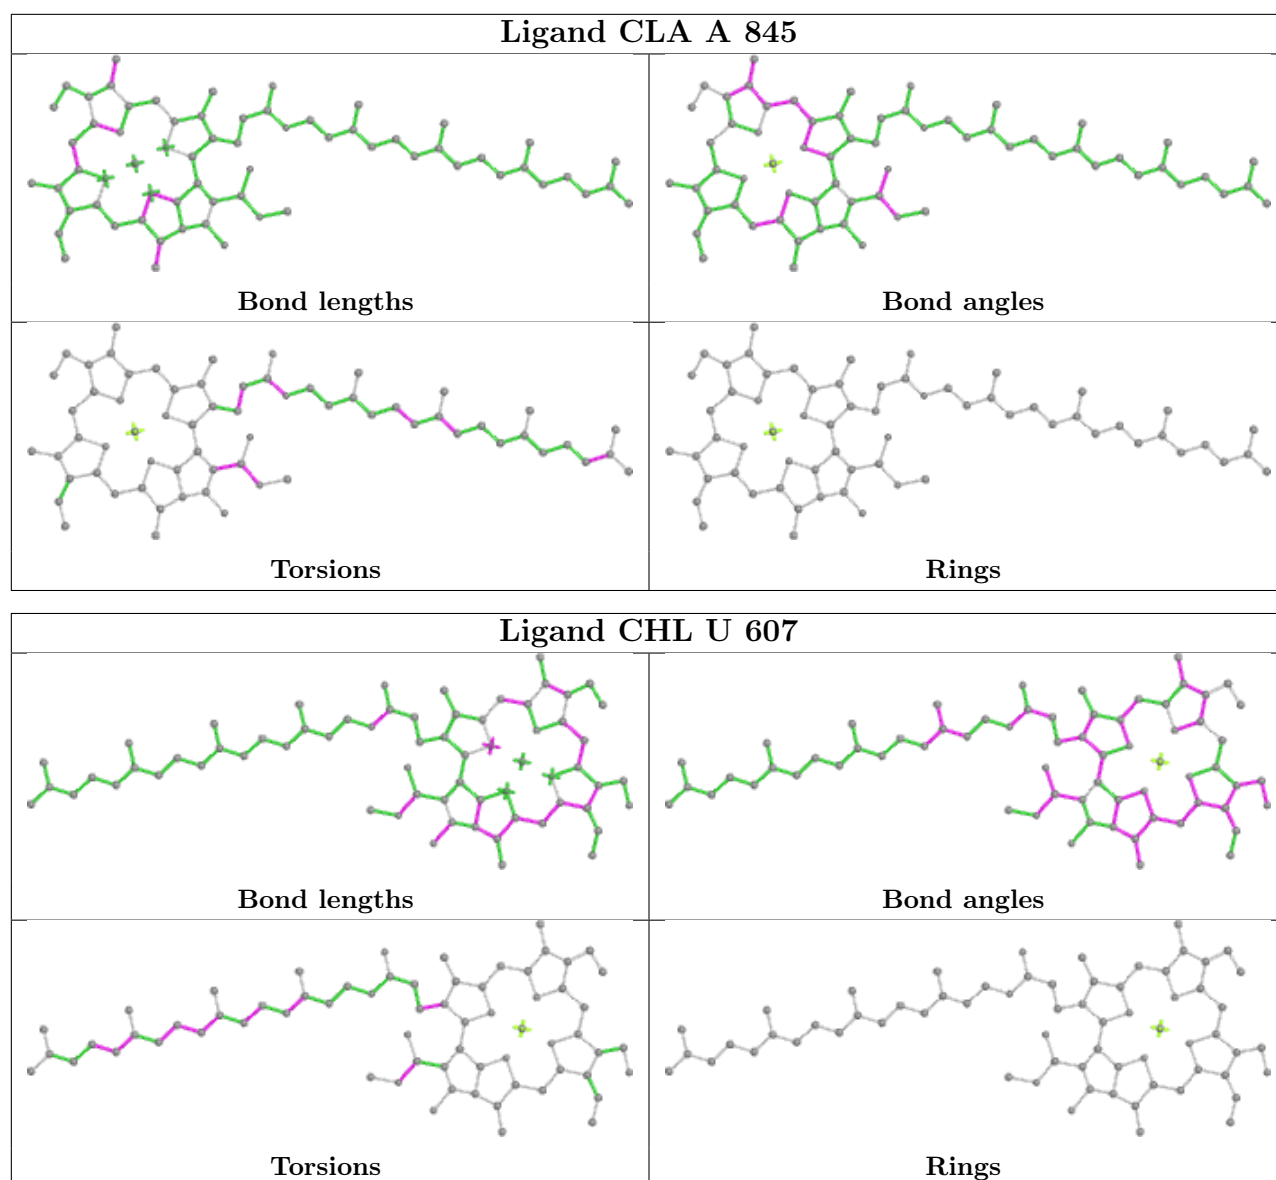 Ligand CLA A 845
Bond lengths
Bond angles
Torsions
Rings
Ligand CHL U 607
Bond lengths
Bond angles
Torsions
Rings